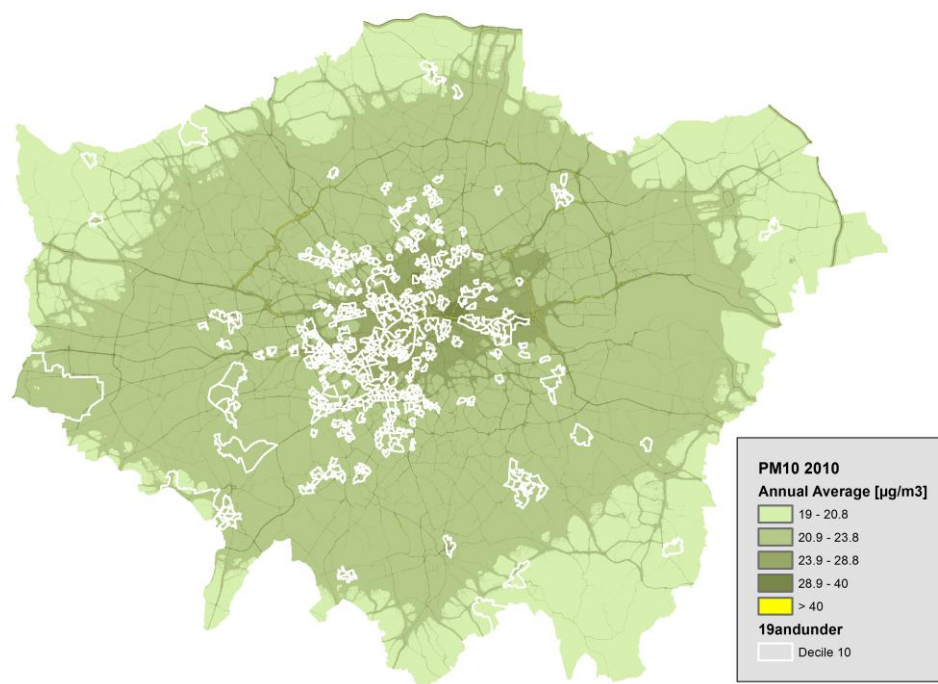 PM10 2010
Annual Average [µg/m3]
19 - 20.8
20.9 - 23.8
23.9 - 28.8
28.9 - 40
> 40
19andunder
Decile 10